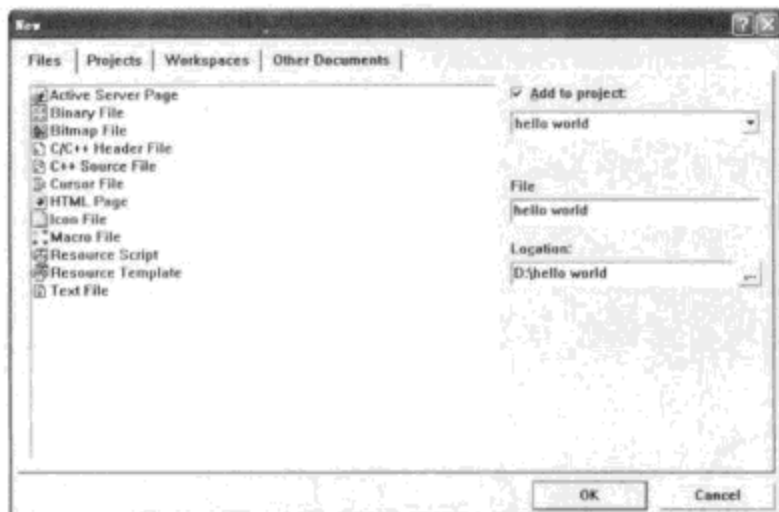 New
Files Projects Workspaces Other Documents
Active Server Page
Binary File
Bitmap File
C/C++ Header File
C++ Source File
Cursor File
HTML Page
Icon File
Macro File
Resource Script
Resource Template
Text File
Add to project:
hello world
File
hello world
Location:
D:\hello world
...
OK Cancel